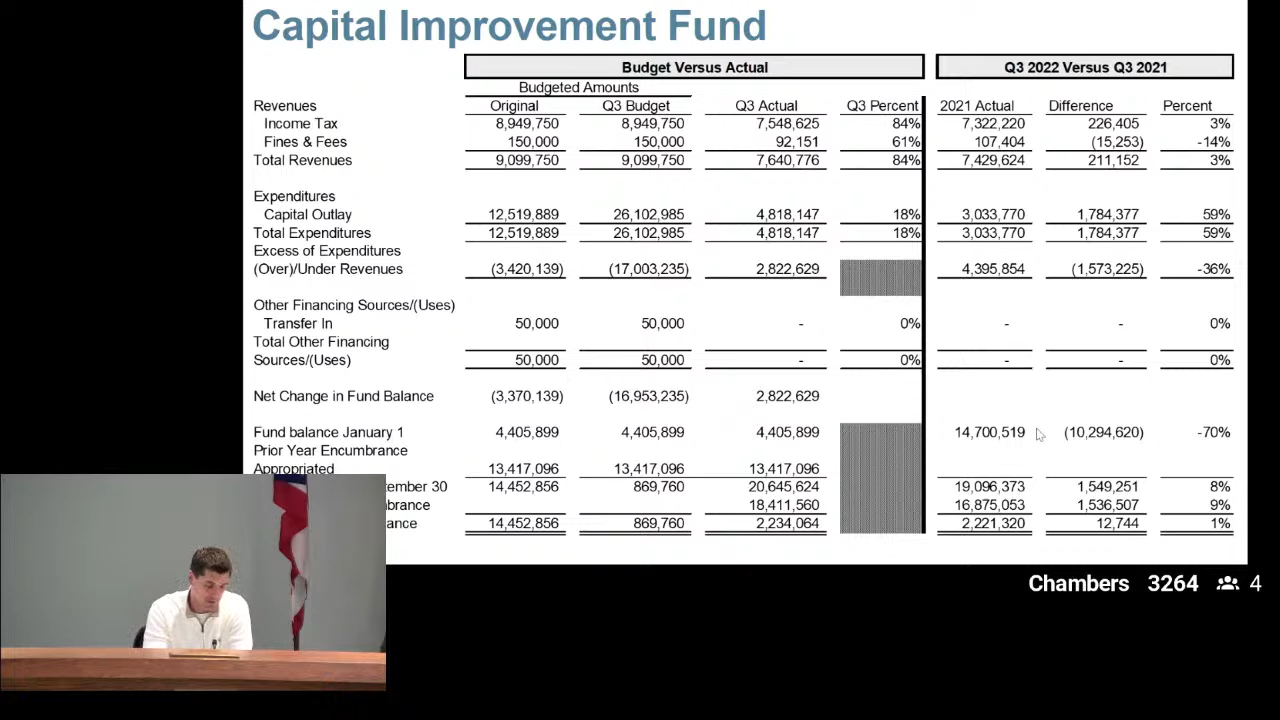 Capital Improvement Fund
Budget Versus Actual Q3 2022 Versus Q3 2021
Budgeted Amounts
Revenues Original Q3 Budget Q3 Actual Q3 Percent 2021 Actual Difference Percent
Income Tax 8,949,750 8,949,750 7,548,625 84% 7,322,220 226,405 3%
Fines & Fees 150,000 150,000 92,151 61% 107,404 (15,253) -14%
Total Revenues 9,099,750 9,099,750 7,640,776 84% 7,429,624 211,152 3%
Expenditures
Capital Outlay 12,519,889 26,102,985 4,818,147 18% 3,033,770 1,784,377 59%
Total Expenditures 12,519,889 26,102,985 4,818,147 18% 3,033,770 1,784,377 59%
Excess of Expenditures
(Over)/Under Revenues (3,420,139) (17,003,235) 2,822,629 4,395,854 (1,573,225) -36%
Other Financing Sources/(Uses)
Transfer In 50,000 50,000 - 0% - - 0%
Total Other Financing
Sources/(Uses) 50,000 50,000 - 0% - - 0%
Net Change in Fund Balance (3,370,139) (16,953,235) 2,822,629
Fund balance January 1 4,405,899 4,405,899 4,405,899 14,700,519 (10,294,620) -70%
Prior Year Encumbrance
Appropriated 13,417,096 13,417,096 13,417,096
tember 30 14,452,856 869,760 20,645,624 19,096,373 1,549,251 8%
brance 18,411,560 16,875,053 1,536,507 9%
ance 14,452,856 869,760 2,234,064 2,221,320 12,744 1%
Chambers 3264 4